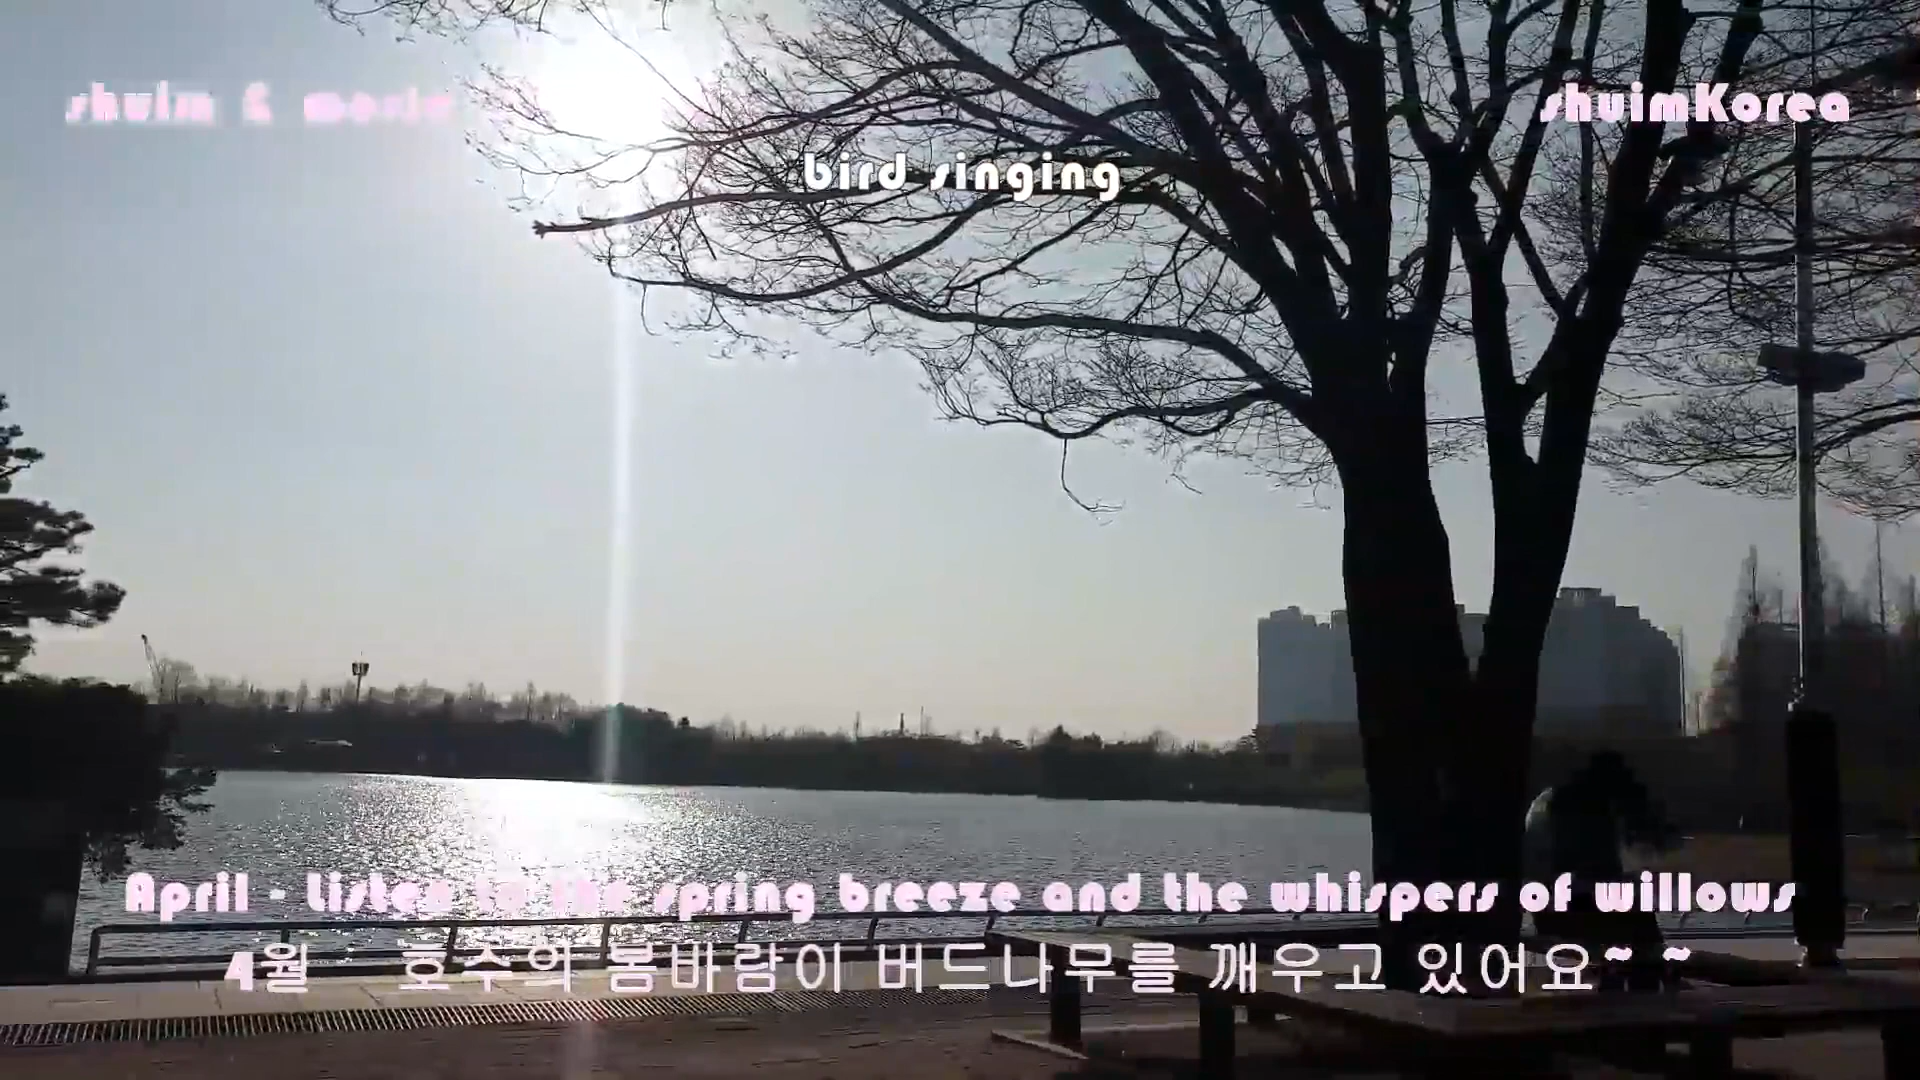 shuim & movie
shuimKorea
bird singing
April - Listen to the spring breeze and the whispers of willows
4월 호수의 봄바람이 버드나무를 깨우고 있어요~ ~